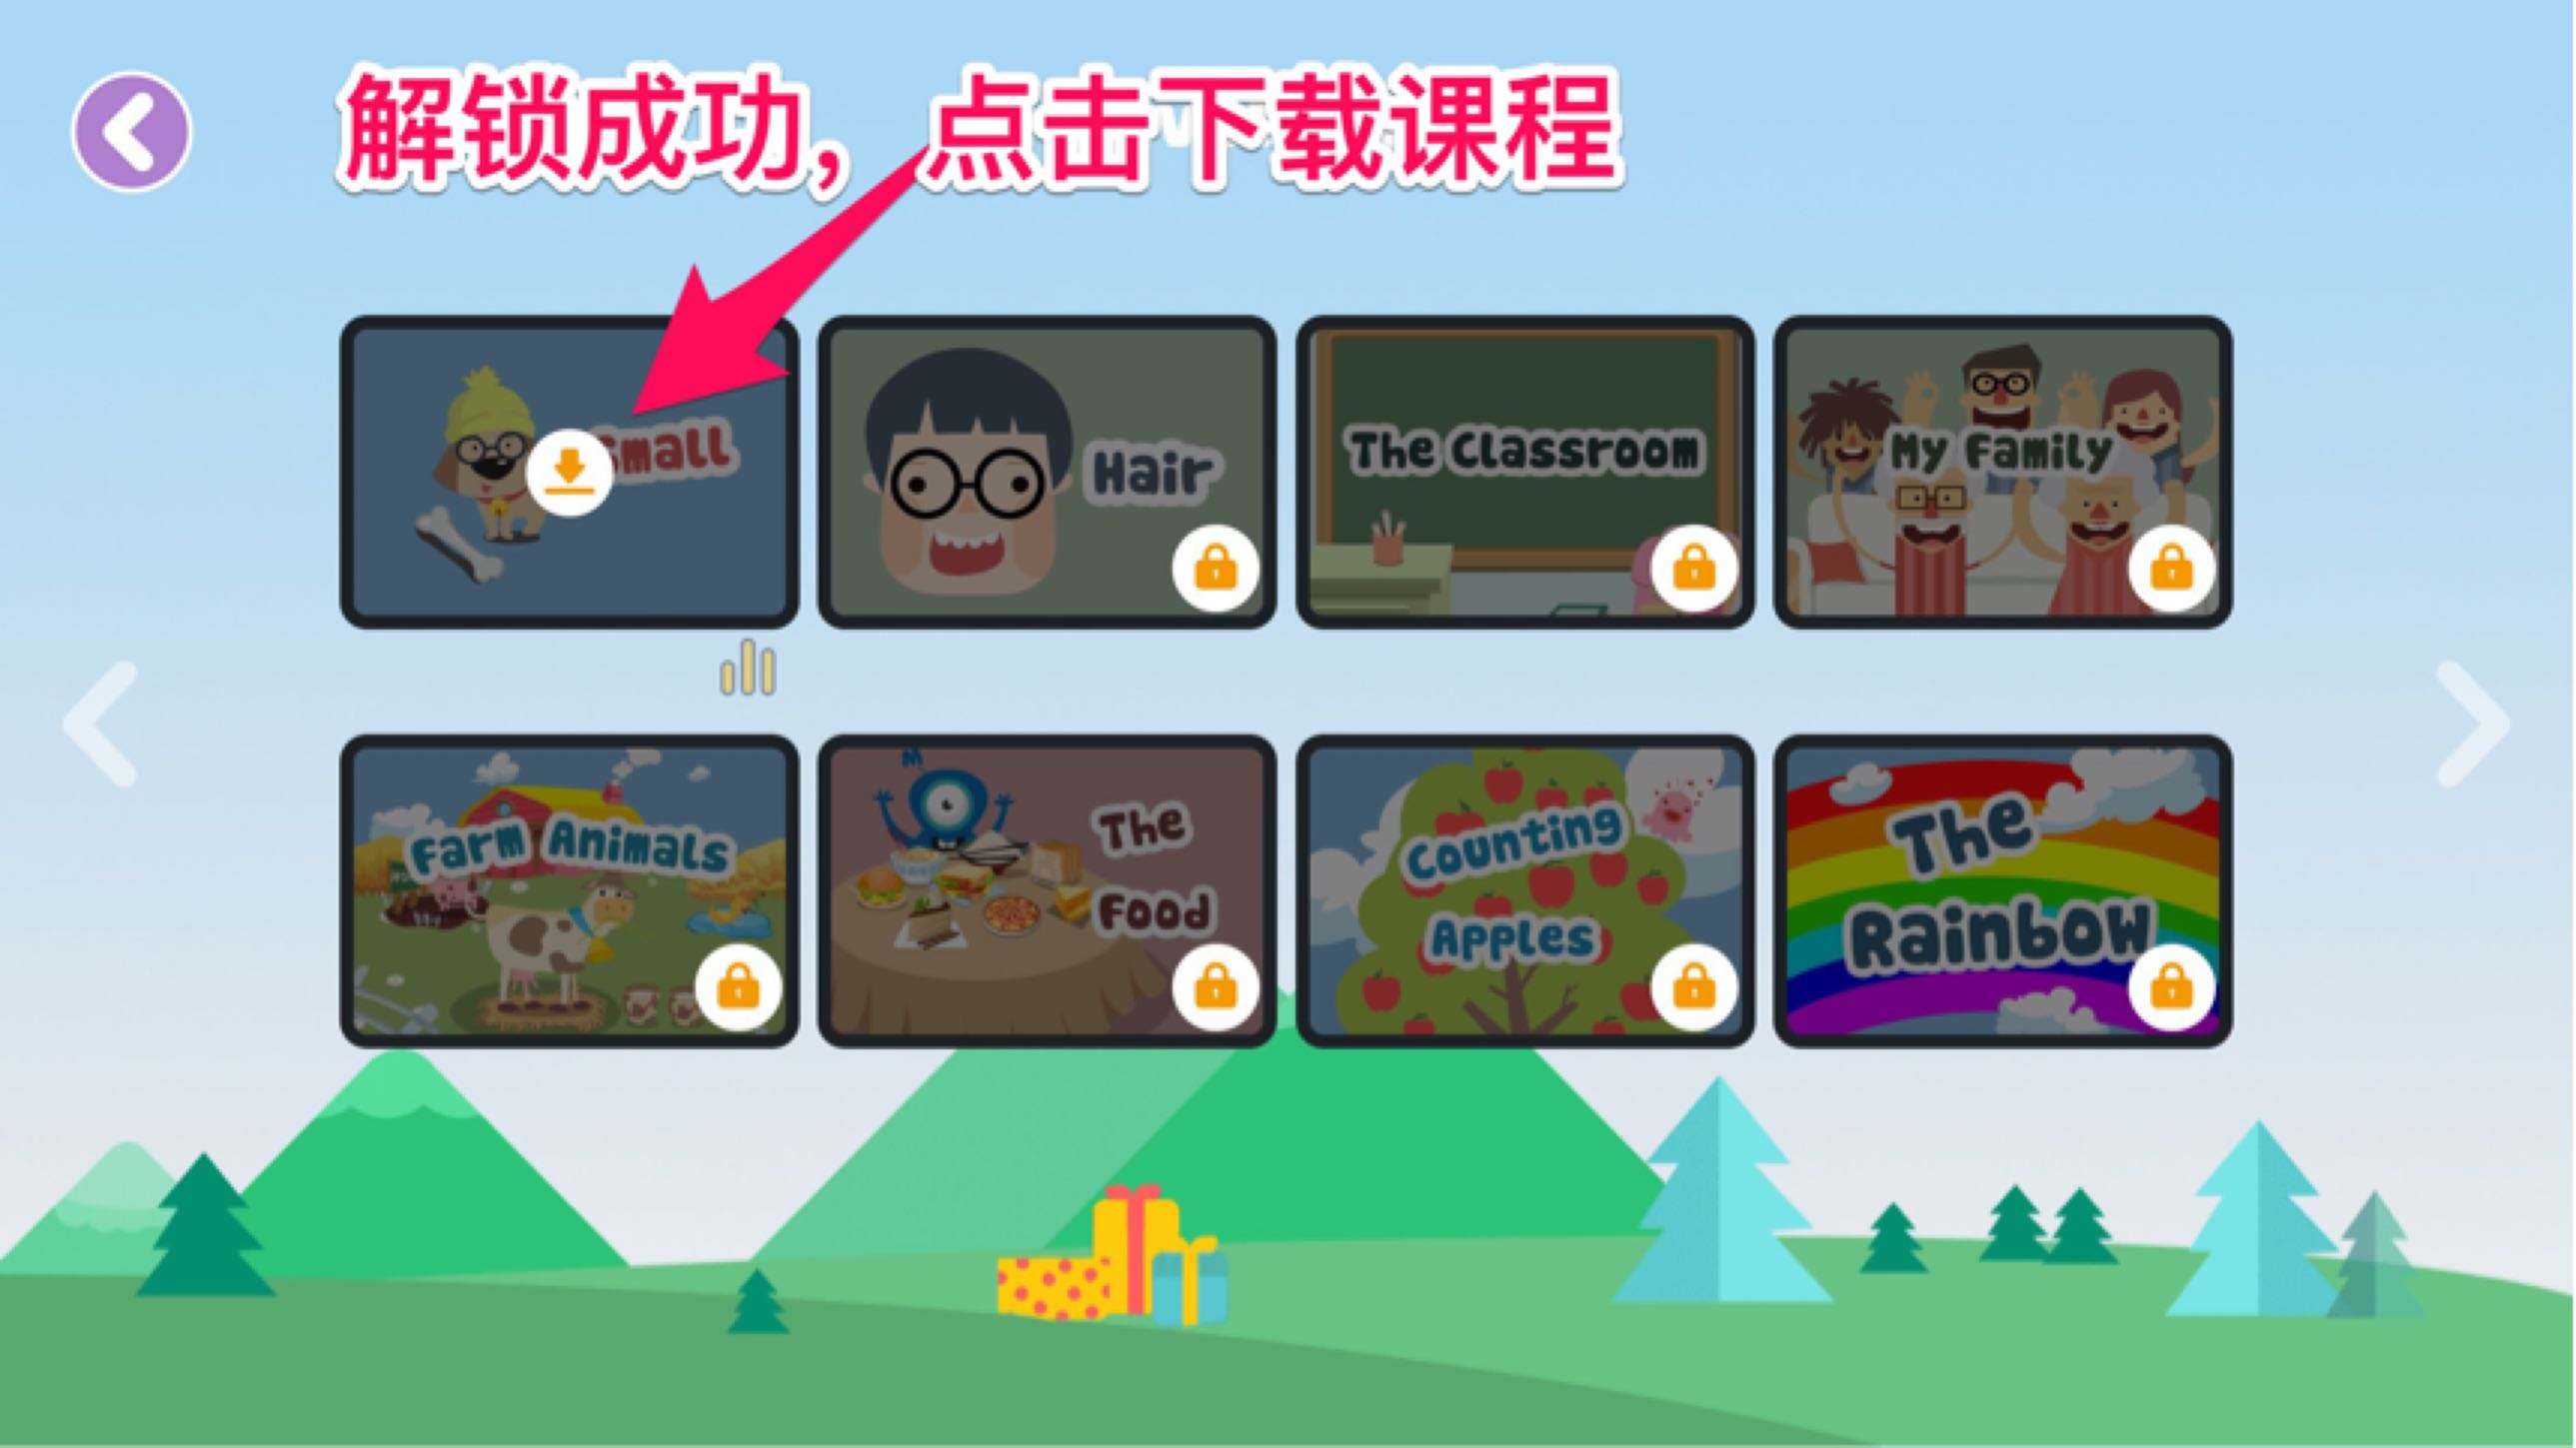 解锁成功，点击下载课程
Small
Hair
The Classroom
My Family
Farm Animals
The
Food
Counting
Apples
The
Rainbow